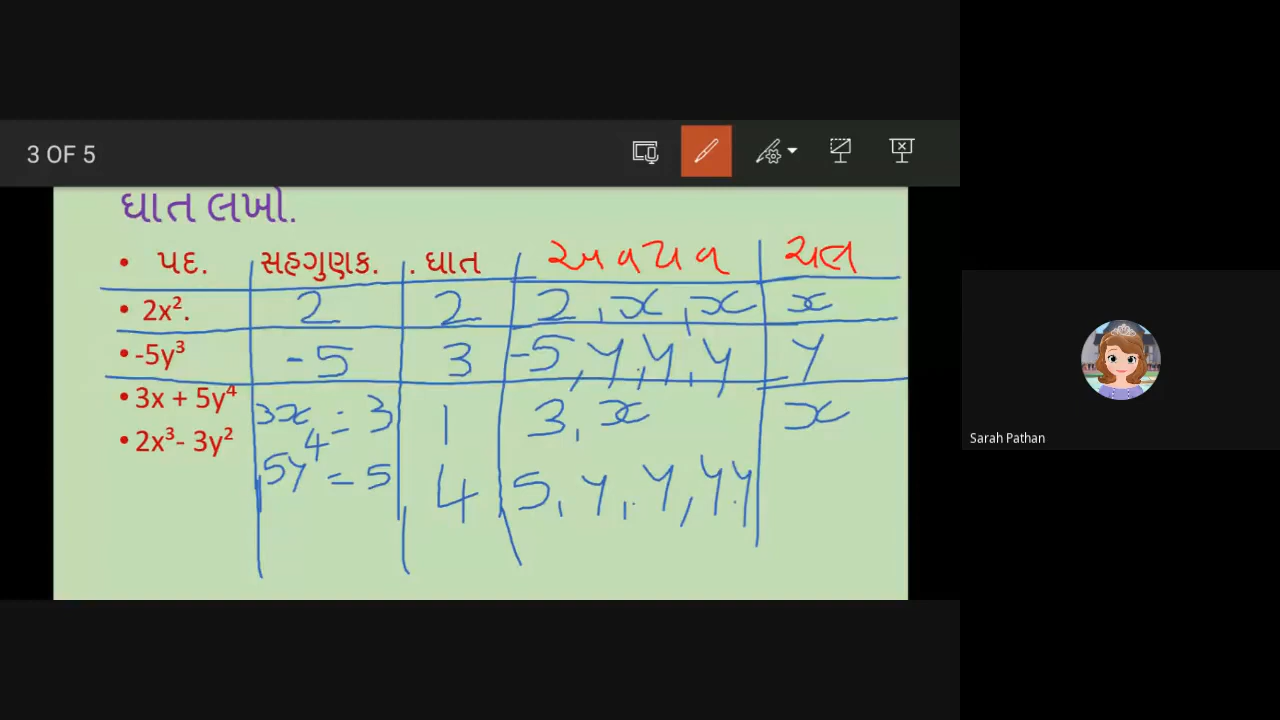 3 OF 5
ઘાત લખો.
• પદ. સહગુણક. . ઘાત અવયવ ચલ
• 2x². 2 2 2, x, x x
• -5y³ -5 3 -5, y, y, y y
• 3x + 5y⁴ 3x = 3 1 3, x x
• 2x³- 3y²
5y⁴ = 5 4 5, y, y, y y
Sarah Pathan